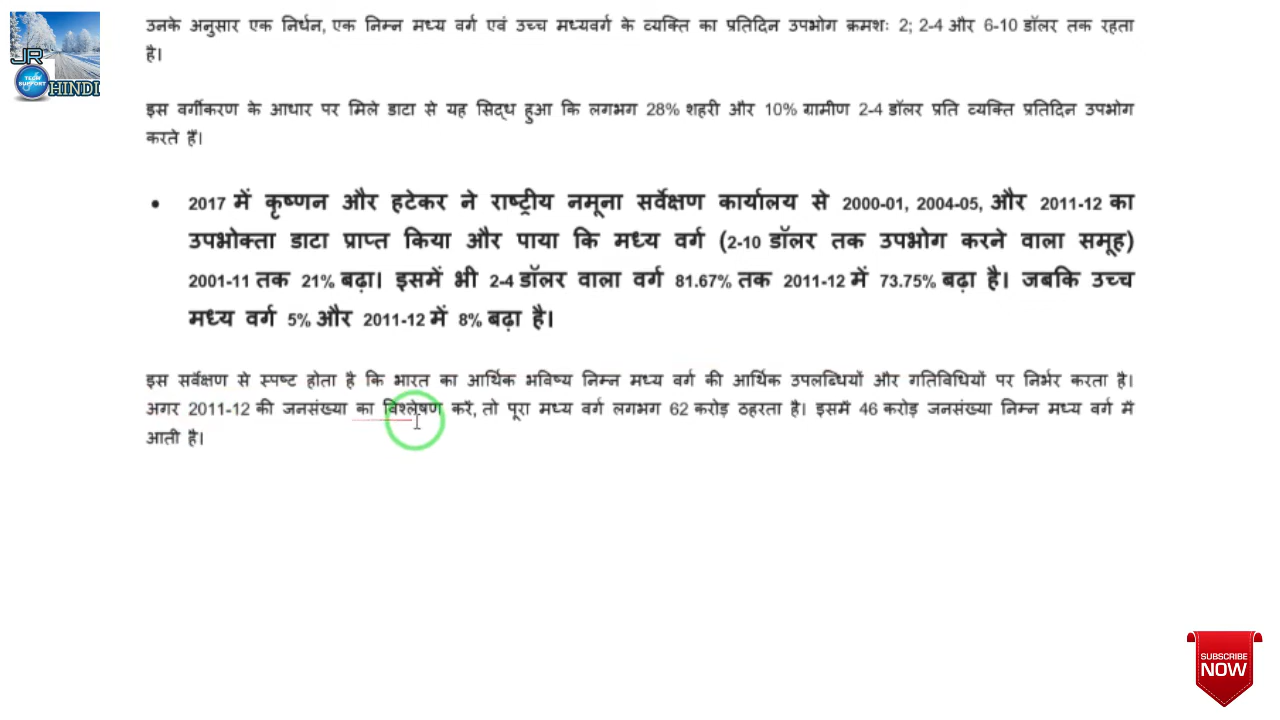 उनके अनुसार एक निर्धन, एक निम्न मध्य वर्ग एवं उच्च मध्यवर्ग के व्यक्ति का प्रतिदिन उपभोग क्रमशः 2; 2-4 और 6-10 डॉलर तक रहता
है।
इस वर्गीकरण के आधार पर मिले डाटा से यह सिद्ध हुआ कि लगभग 28% शहरी और 10% ग्रामीण 2-4 डॉलर प्रति व्यक्ति प्रतिदिन उपभोग
करते हैं।
• 2017 में कृष्णन और हटेकर ने राष्ट्रीय नमूना सर्वेक्षण कार्यालय से 2000-01, 2004-05, और 2011-12 का
उपभोक्ता डाटा प्राप्त किया और पाया कि मध्य वर्ग (2-10 डॉलर तक उपभोग करने वाला समूह)
2001-11 तक 21% बढ़ा। इसमें भी 2-4 डॉलर वाला वर्ग 81.67% तक 2011-12 में 73.75% बढ़ा है। जबकि उच्च
मध्य वर्ग 5% और 2011-12 में 8% बढ़ा है।
इस सर्वेक्षण से स्पष्ट होता है कि भारत का आर्थिक भविष्य निम्न मध्य वर्ग की आर्थिक उपलब्धियों और गतिविधियों पर निर्भर करता है।
अगर 2011-12 की जनसंख्या का विश्लेषण करें, तो पूरा मध्य वर्ग लगभग 62 करोड़ ठहरता है। इसमें 46 करोड़ जनसंख्या निम्न मध्य वर्ग में
आती है।
JR
TECH
SUPPORT
HINDI
SUBSCRIBE
NOW